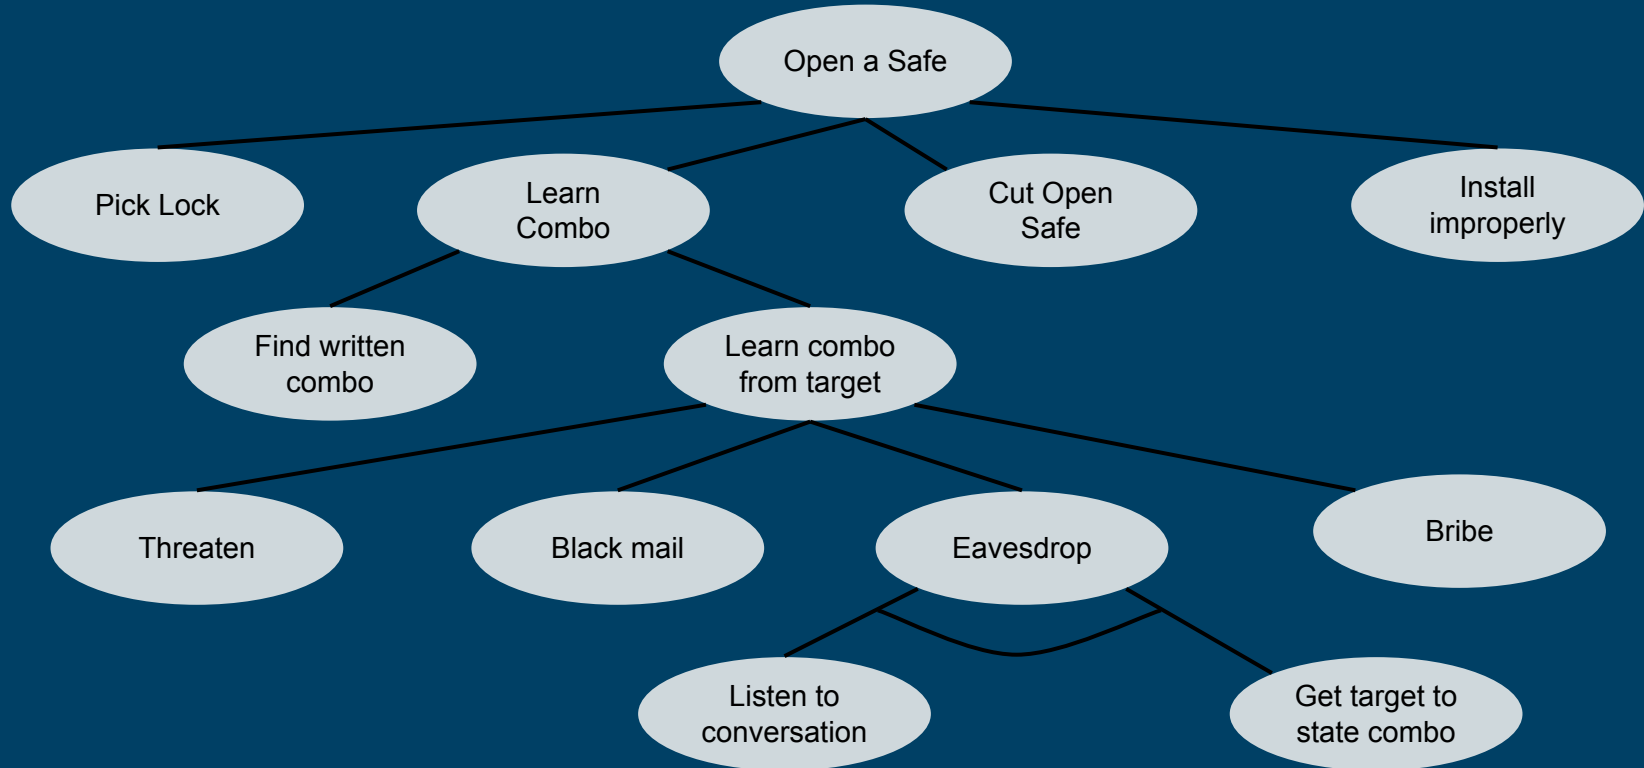 Open a Safe
Pick Lock
Learn
Combo
Cut Open
Safe
Install
improperly
Find written
combo
Learn combo
from target
Threaten
Black mail
Eavesdrop
Bribe
Listen to
conversation
Get target to
state combo